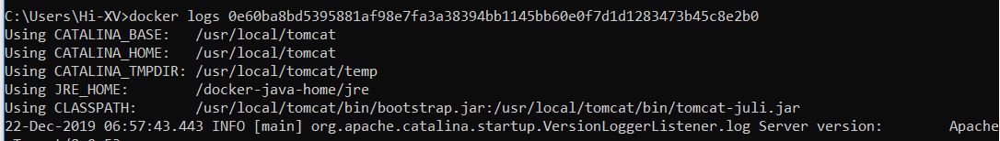 C:\Users\Hi-XV>docker logs 0e60ba8bd5395881af98e7fa3a38394bb1145bb60e0f7d1d1283473b45c8e2b0
Using CATALINA_BASE:   /usr/local/tomcat
Using CATALINA_HOME:   /usr/local/tomcat
Using CATALINA_TMPDIR: /usr/local/tomcat/temp
Using JRE_HOME:        /docker-java-home/jre
Using CLASSPATH:       /usr/local/tomcat/bin/bootstrap.jar:/usr/local/tomcat/bin/tomcat-juli.jar
22-Dec-2019 06:57:43.443 INFO [main] org.apache.catalina.startup.VersionLoggerListener.log Server version:        Apache